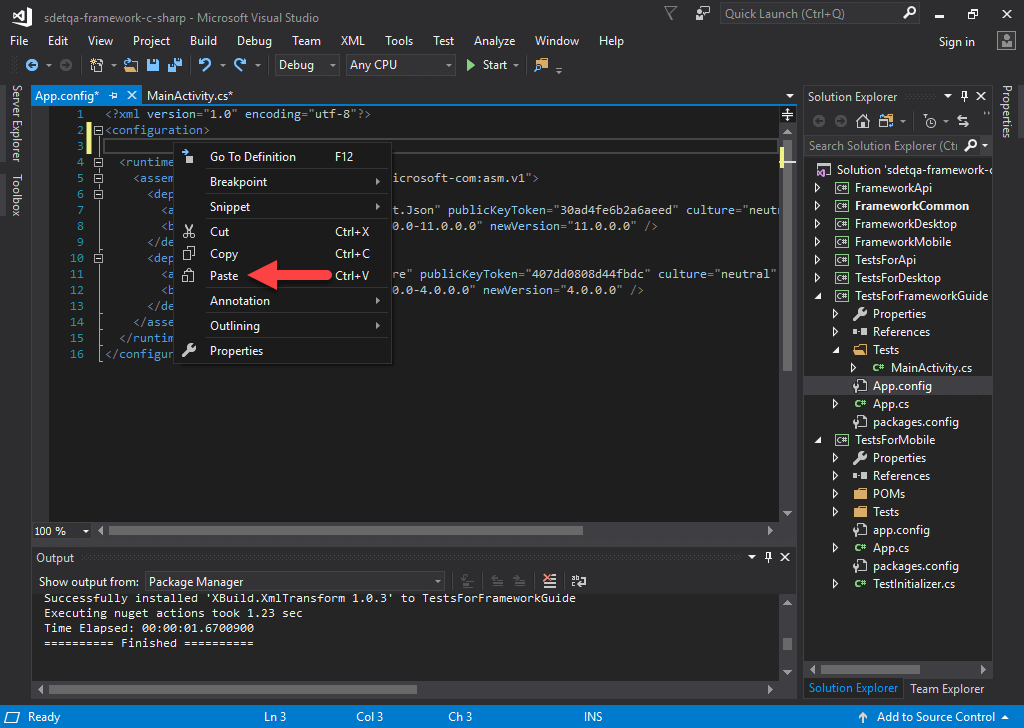 sdetqa-framework-c-sharp - Microsoft Visual Studio
Quick Launch (Ctrl+Q)
File Edit View Project Build Debug Team XML Tools Test Analyze Window Help
Sign in
Debug Any CPU Start
Server Explorer
Toolbox
App.config* MainActivity.cs*
1 <?xml version="1.0" encoding="utf-8"?>
2 <configuration>
3
4 <runtime
5 <assem icrosoft-com:asm.v1">
6 <dep
7 <a t.Json" publicKeyToken="30ad4fe6b2a6aeed" culture="neutr
8 <b 0.0-11.0.0.0" newVersion="11.0.0.0" />
9 </de
10 <dep
11 <a re" publicKeyToken="407dd0808d44fbdc" culture="neutral"
12 <b 0.0-4.0.0.0" newVersion="4.0.0.0" />
13 </de
14 </asse
15 </runtim
16 </configur
Go To Definition F12
Breakpoint
Snippet
Cut Ctrl+X
Copy Ctrl+C
Paste Ctrl+V
Annotation
Outlining
Properties
100 %
Output
Show output from: Package Manager
Successfully installed 'XBuild.XmlTransform 1.0.3' to TestsForFrameworkGuide
Executing nuget actions took 1.23 sec
Time Elapsed: 00:00:01.6700900
========== Finished ==========
Solution Explorer
Search Solution Explorer (Ctrl
Solution 'sdetqa-framework-c
C# FrameworkApi
C# FrameworkCommon
C# FrameworkDesktop
C# FrameworkMobile
C# TestsForApi
C# TestsForDesktop
C# TestsForFrameworkGuide
Properties
References
Tests
C# MainActivity.cs
App.config
C# App.cs
packages.config
C# TestsForMobile
Properties
References
POMs
Tests
app.config
C# App.cs
packages.config
C# TestInitializer.cs
Solution Explorer Team Explorer
Properties
Ready Ln 3 Col 3 Ch 3 INS Add to Source Control